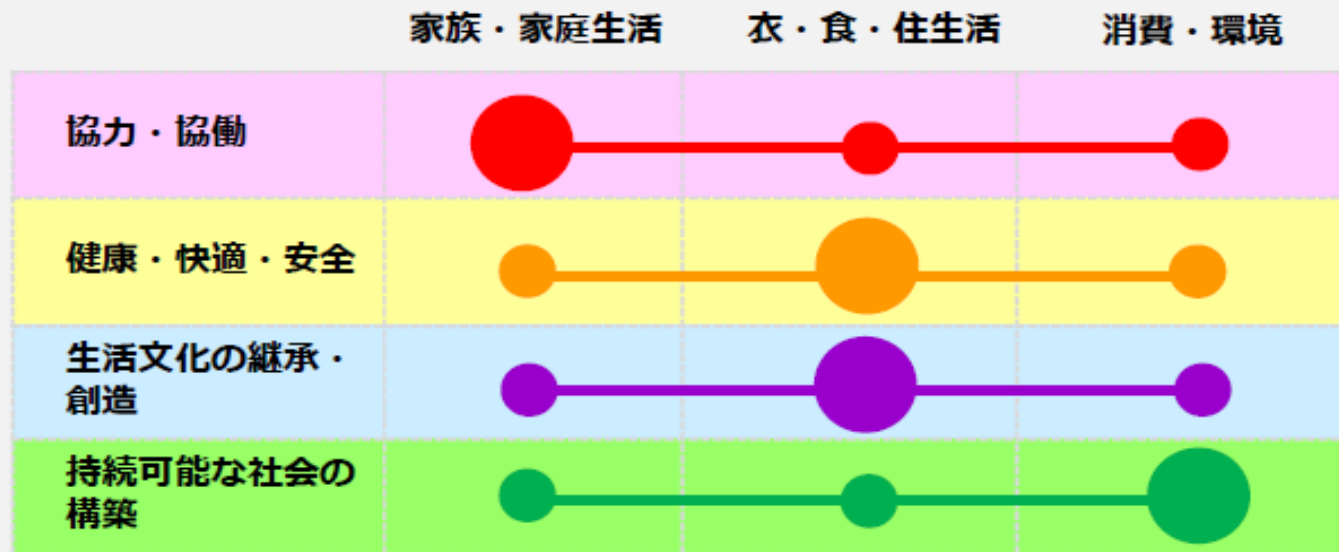 家族・家庭生活
衣・食・住生活
消費・環境
協力・協働
健康・快適・安全
生活文化の継承・
創造
持続可能な社会の
構築